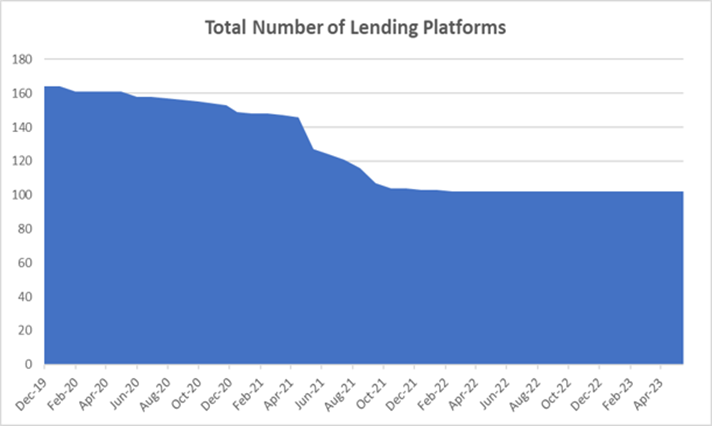 Total Number of Lending Platforms
180
160
140
120
100
80
60
40
20
0
Dec-19
Feb-20
Apr-20
Jun-20
Aug-20
Oct-20
Dec-20
Feb-21
Apr-21
Jun-21
Aug-21
Oct-21
Dec-21
Feb-22
Apr-22
Jun-22
Aug-22
Oct-22
Dec-22
Feb-23
Apr-23